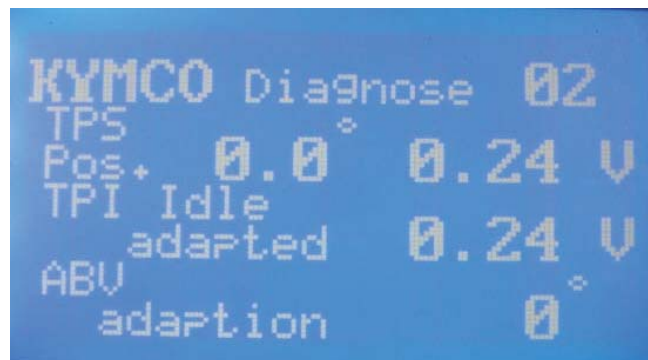 KYMCO Diagnose 02
TPS
Pos. 0.0° 0.24 V
TPI Idle
adapted 0.24 V
ABV
adaption 0°